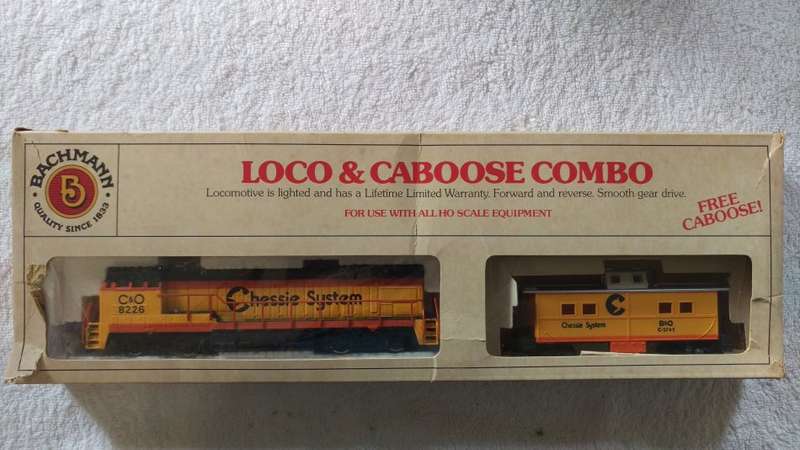 BACHMANN
B
QUALITY SINCE 1833
LOCO & CABOOSE COMBO
Locomotive is lighted and has a Lifetime Limited Warranty. Forward and reverse. Smooth gear drive.
FOR USE WITH ALL HO SCALE EQUIPMENT
FREE
CABOOSE!
C&O
8226
Chessie System
Chessie System
B&O